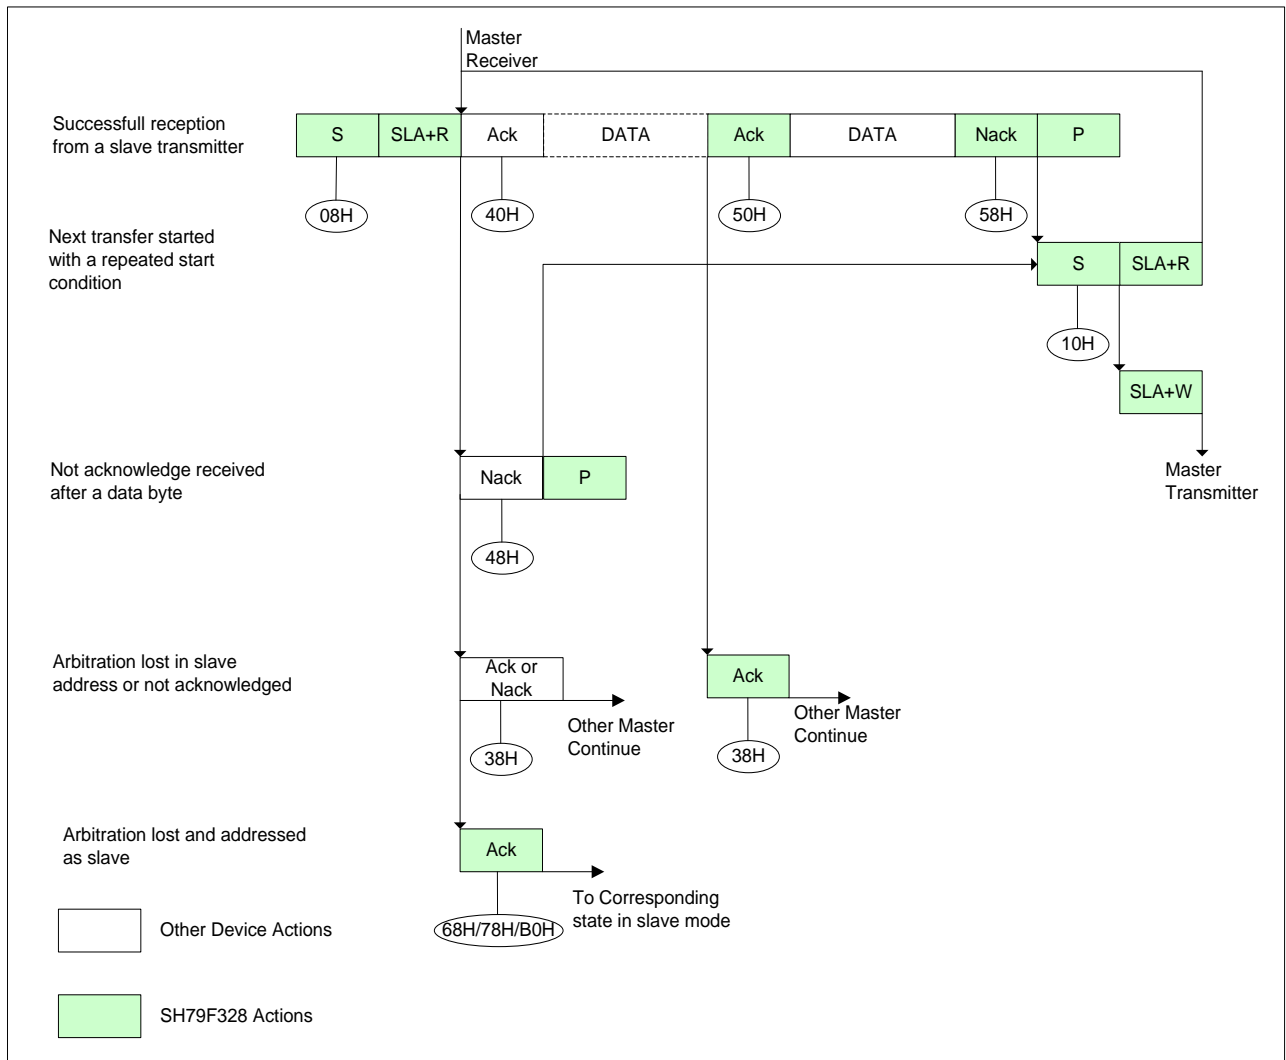 Master
Receiver
Successfull reception
from a slave transmitter
S SLA+R Ack DATA Ack DATA Nack P
08H 40H 50H 58H
Next transfer started
with a repeated start
condition
S SLA+R
10H
SLA+W
Master
Transmitter
Not acknowledge received
after a data byte
Nack P
48H
Arbitration lost in slave
address or not acknowledged
Ack or
Nack
Other Master
Continue
38H
Ack
Other Master
Continue
38H
Arbitration lost and addressed
as slave
Ack
To Corresponding
state in slave mode
68H/78H/B0H
Other Device Actions
SH79F328 Actions